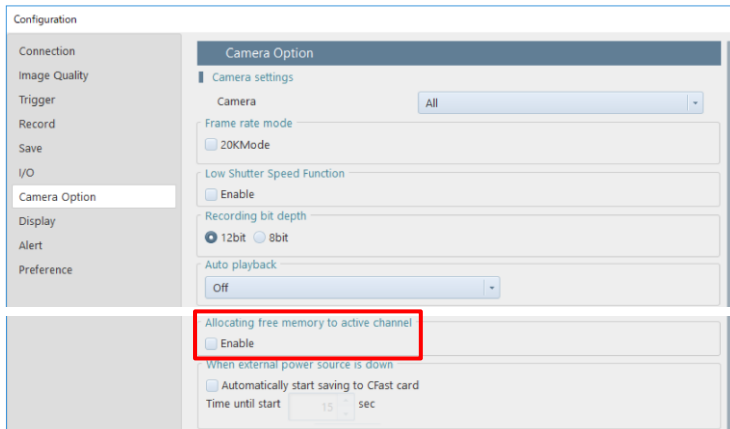 Configuration
Connection
Image Quality
Trigger
Record
Save
I/O
Camera Option
Display
Alert
Preference
Camera Option
Camera settings
Camera All
Frame rate mode
20KMode
Low Shutter Speed Function
Enable
Recording bit depth
12bit 8bit
Auto playback
Off
Allocating free memory to active channel
Enable
When external power source is down
Automatically start saving to CFast card
Time until start 15 sec